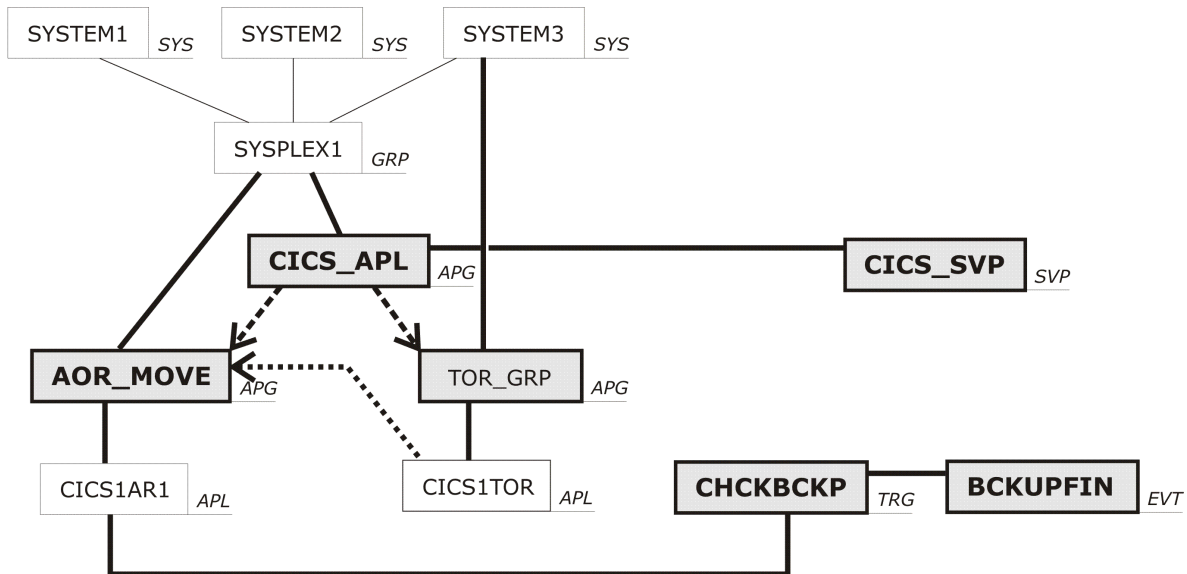 SYSTEM1
SYS
SYSTEM2
SYS
SYSTEM3
SYS
SYSPLEX1
GRP
CICS_APL
APG
CICS_SVP
SVP
AOR_MOVE
APG
TOR_GRP
APG
CICS1AR1
APL
CICS1TOR
APL
CHCKBCKP
TRG
BCKUPFIN
EVT